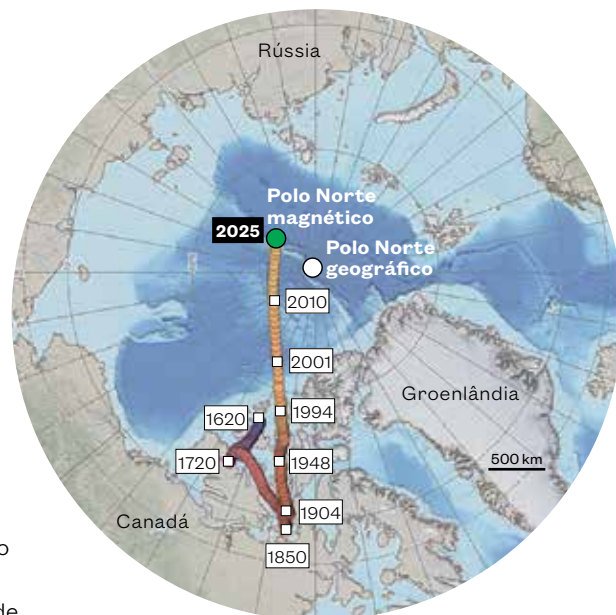 Rússia
Polo Norte
magnético
2025
Polo Norte
geográfico
2010
2001
Groenlândia
1994
1620
500 km
1720
1948
1904
Canadá
1850
o
de